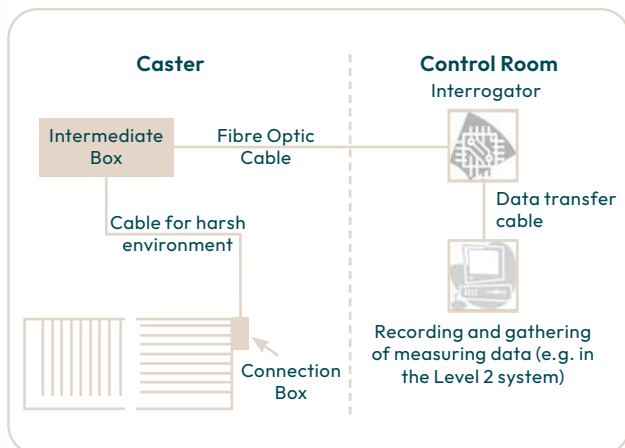 Caster
Control Room
Interrogator
Intermediate
Box
Fibre Optic
Cable
Data transfer
cable
Cable for harsh
environment
Connection
Box
Recording and gathering
of measuring data (e.g. in
the Level 2 system)